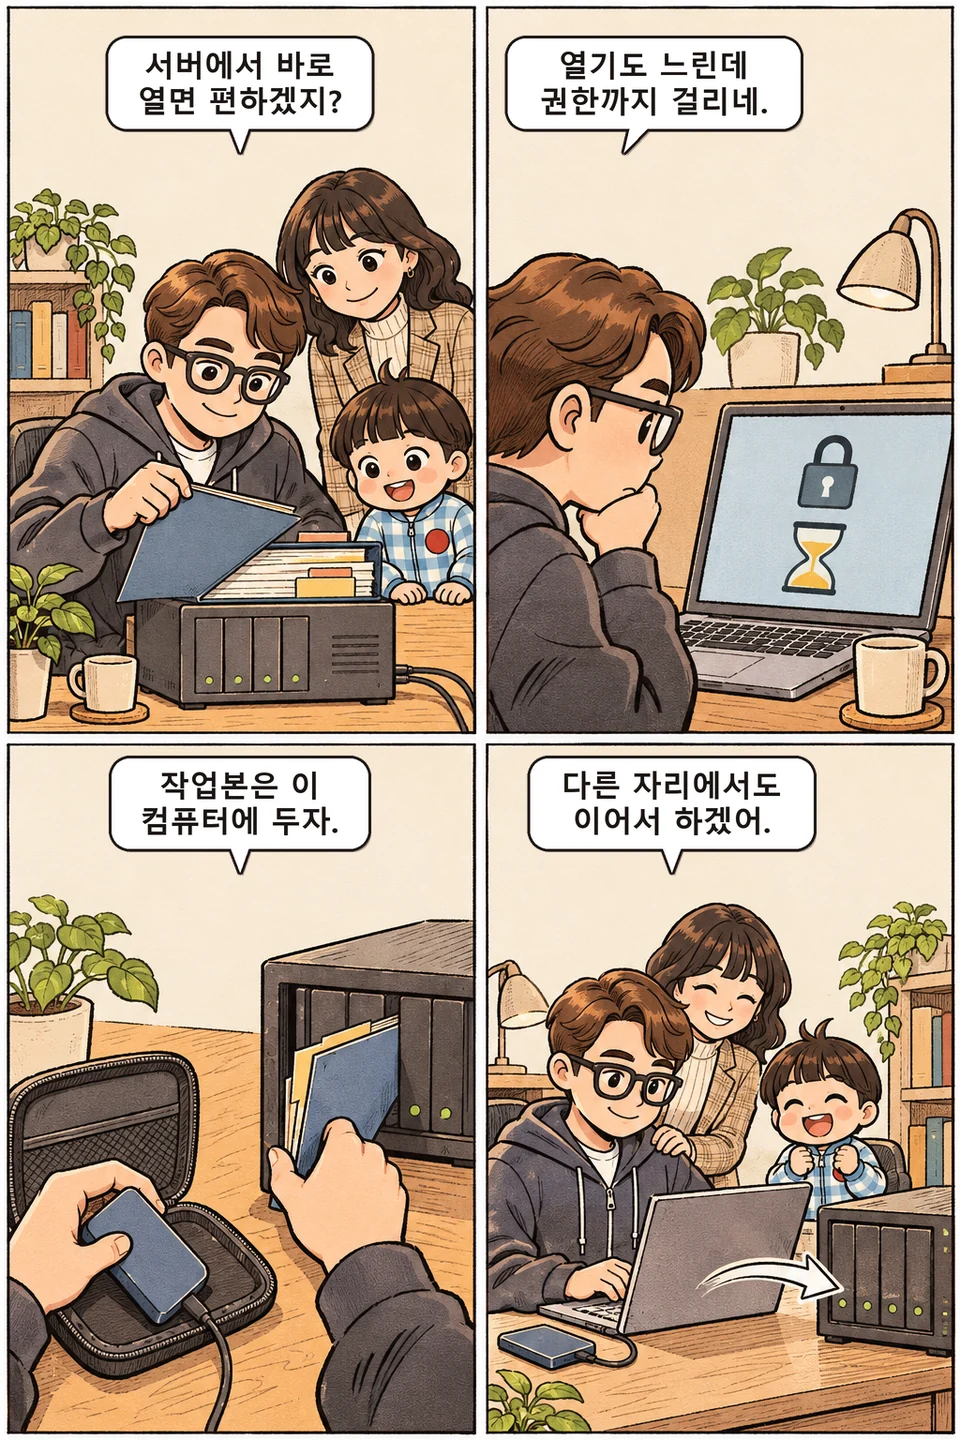 서버에서 바로
열면 편하겠지?
열기도 느린데
권한까지 걸리네.
작업본은 이
컴퓨터에 두자.
다른 자리에서도
이어서 하겠어.